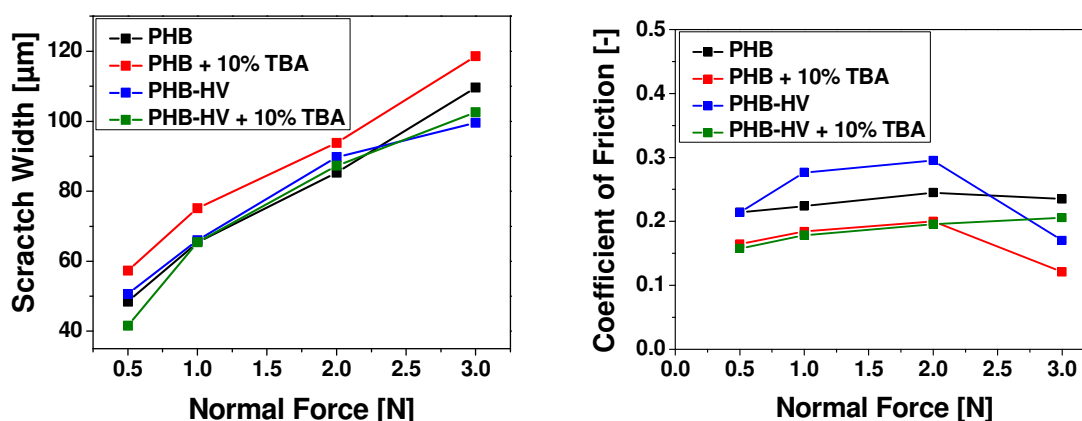 PHB
PHB + 10% TBA
PHB-HV
PHB-HV + 10% TBA
120
100
80
60
40
0.5 1.0 1.5 2.0 2.5 3.0
Normal Force [N]
Scractch Width [µm]
PHB
PHB + 10% TBA
PHB-HV
PHB-HV + 10% TBA
0.5
0.4
0.3
0.2
0.1
0.0
0.0 0.5 1.0 1.5 2.0 2.5 3.0
Normal Force [N]
Coefficient of Friction [-]